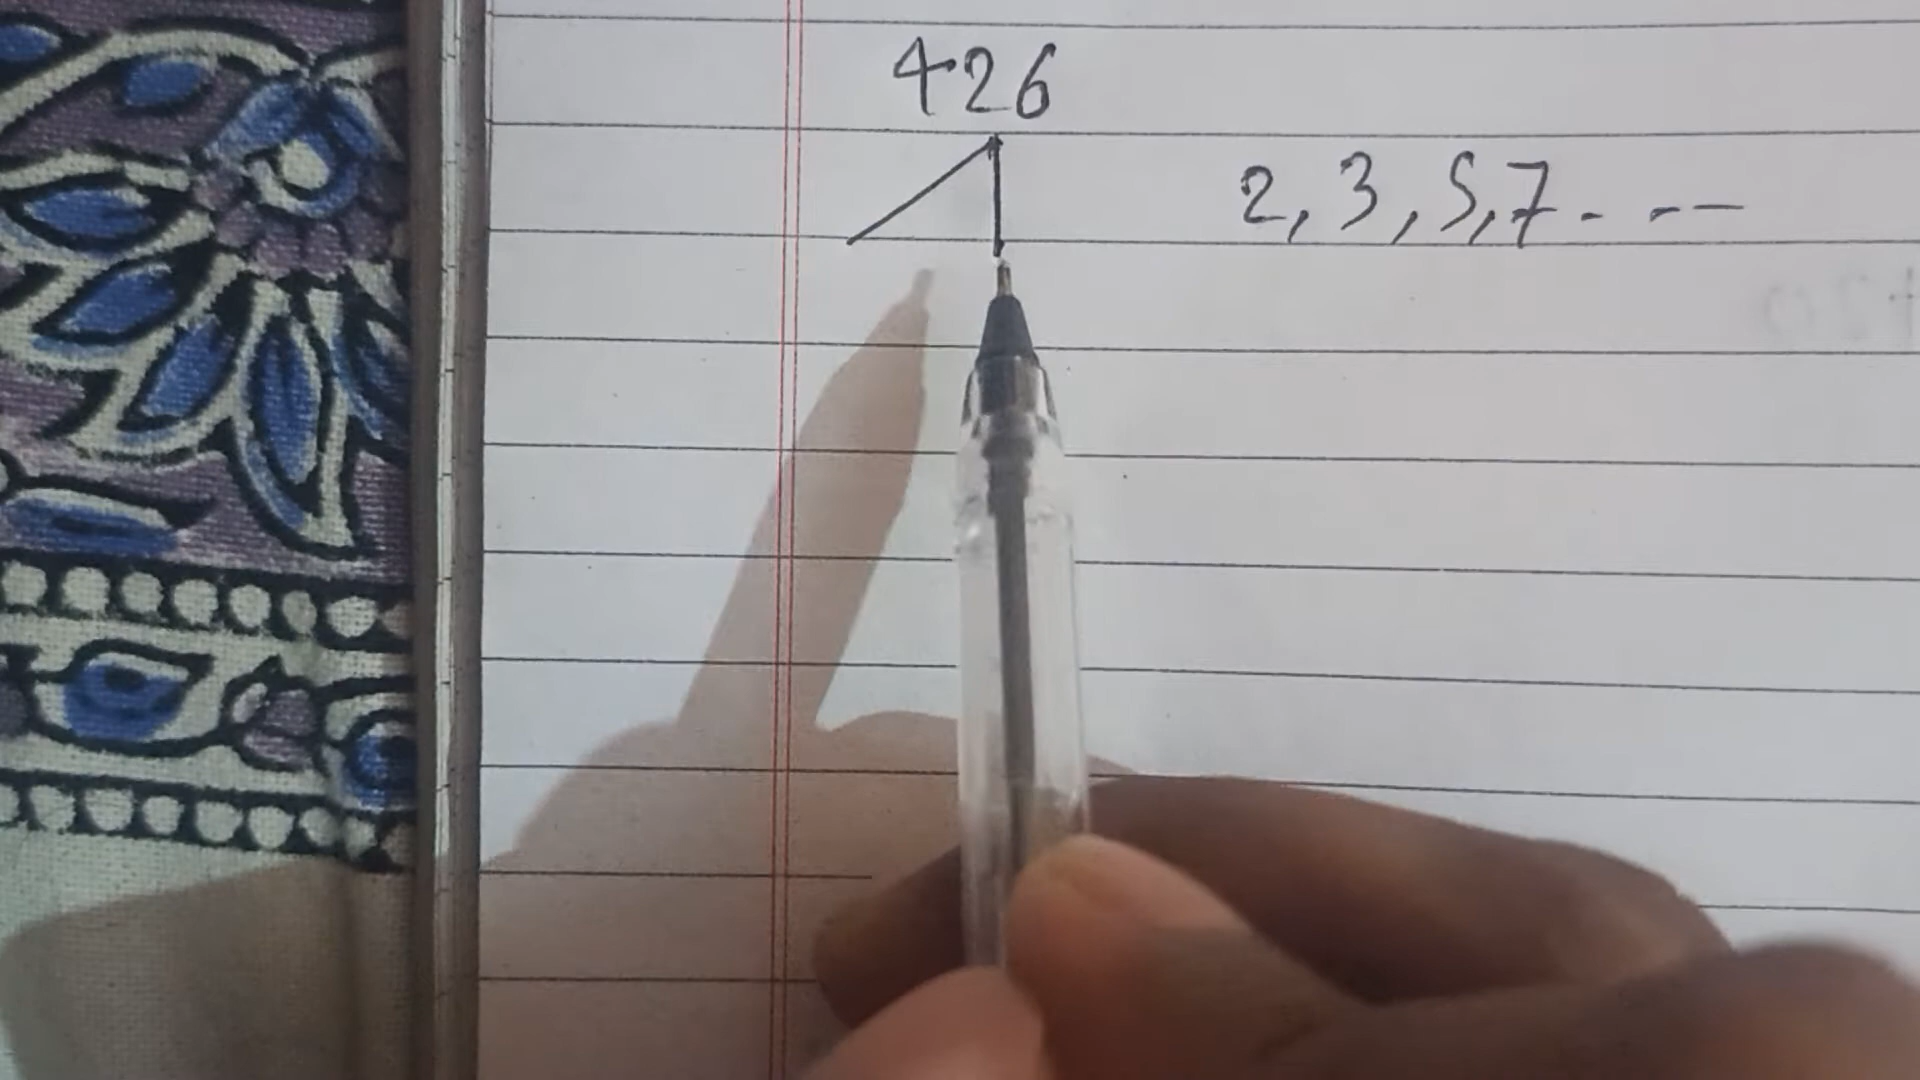 426
2, 3, 5, 7 - - -